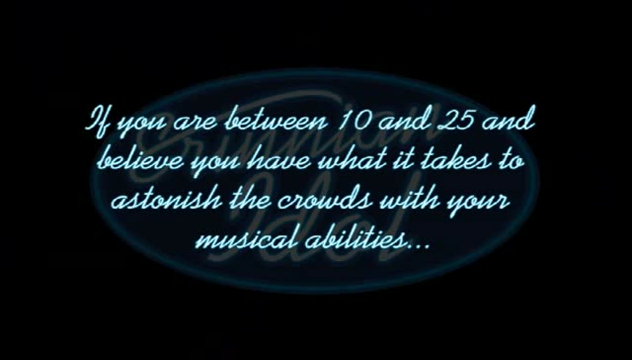 If you are between 10 and 25 and
believe you have what it takes to
astonish the crowds with your
musical abilities...
Idol